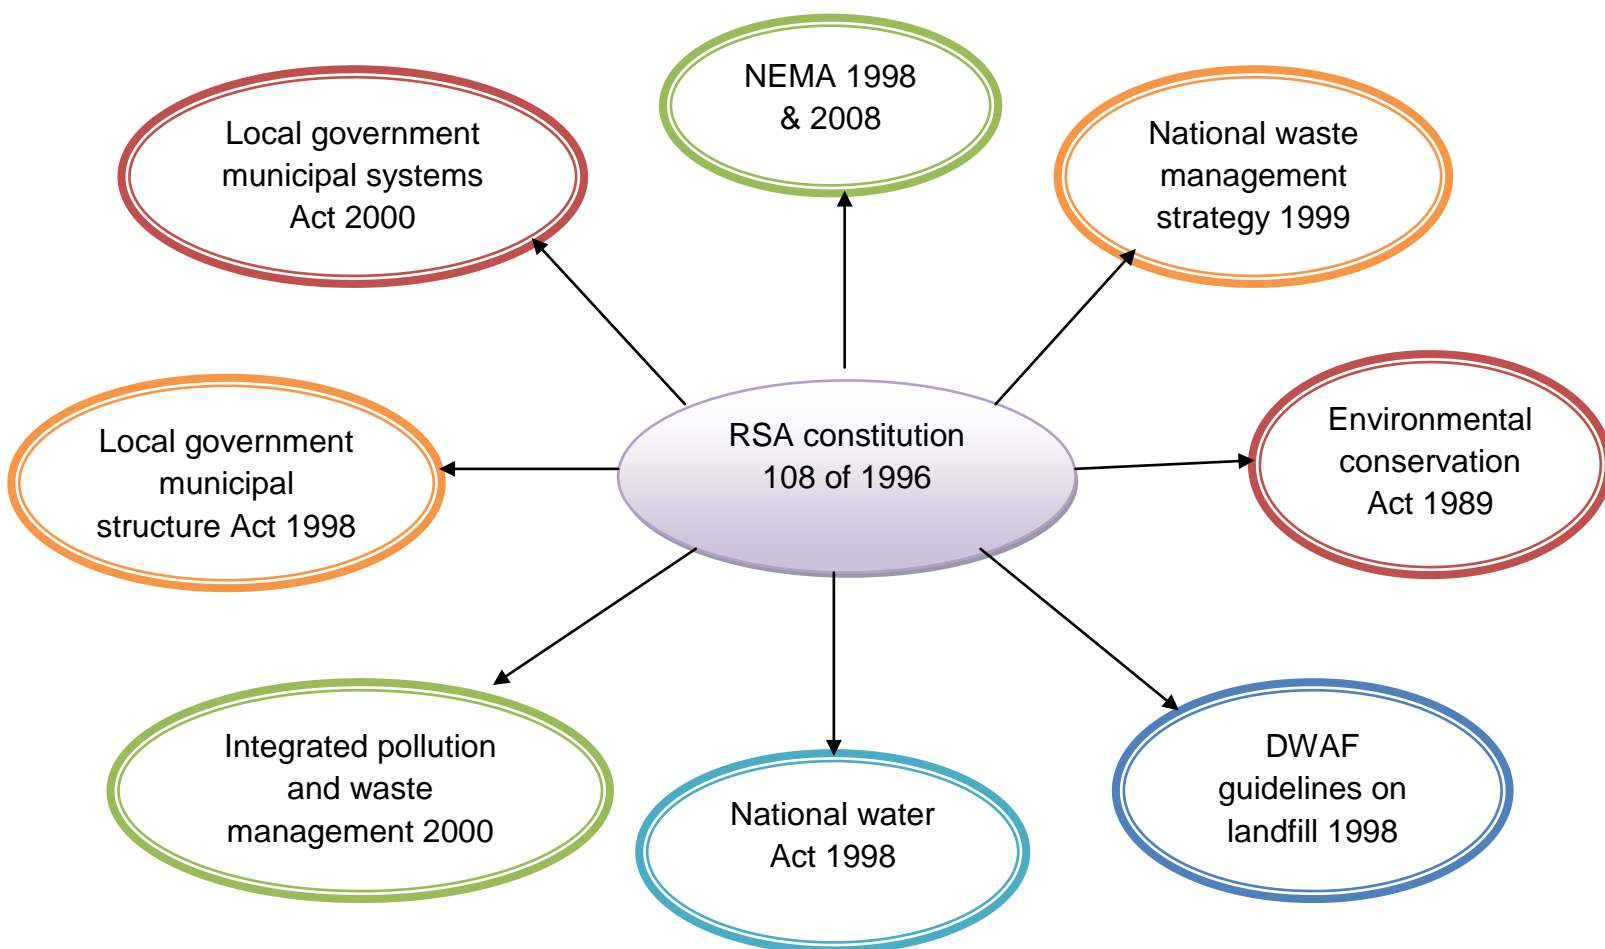 NEMA 1998
& 2008
Local government
municipal systems
Act 2000
National waste
management
strategy 1999
RSA constitution
108 of 1996
Local government
municipal
structure Act 1998
Environmental
conservation
Act 1989
Integrated pollution
and waste
management 2000
National water
Act 1998
DWAF
guidelines on
landfill 1998